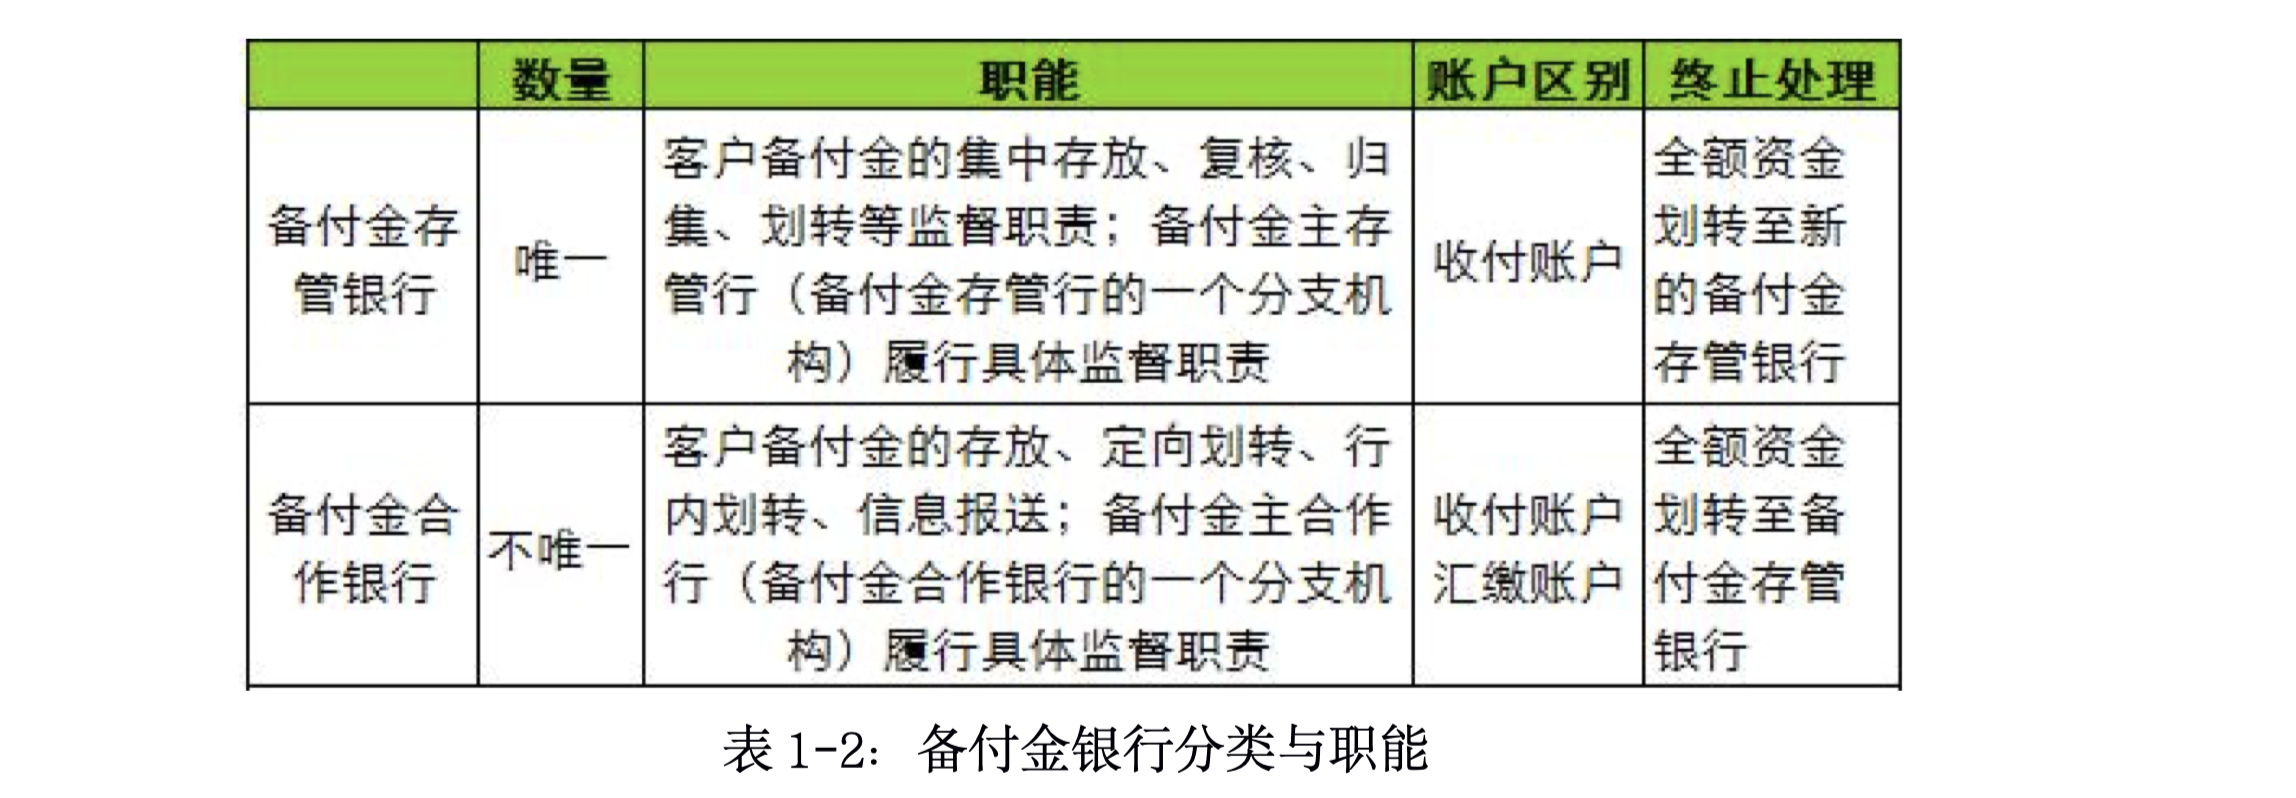 数量 职能 账户区别 终止处理
备付金存
管银行
唯一
客户备付金的集中存放、复核、归
集、划转等监督职责；备付金主存
管行（备付金存管行的一个分支机
构）履行具体监督职责
收付账户
全额资金
划转至新
的备付金
存管银行
备付金合
作银行
不唯一
客户备付金的存放、定向划转、行
内划转、信息报送；备付金主合作
行（备付金合作银行的一个分支机
构）履行具体监督职责
收付账户
汇缴账户
全额资金
划转至备
付金存管
银行
表 1-2：备付金银行分类与职能